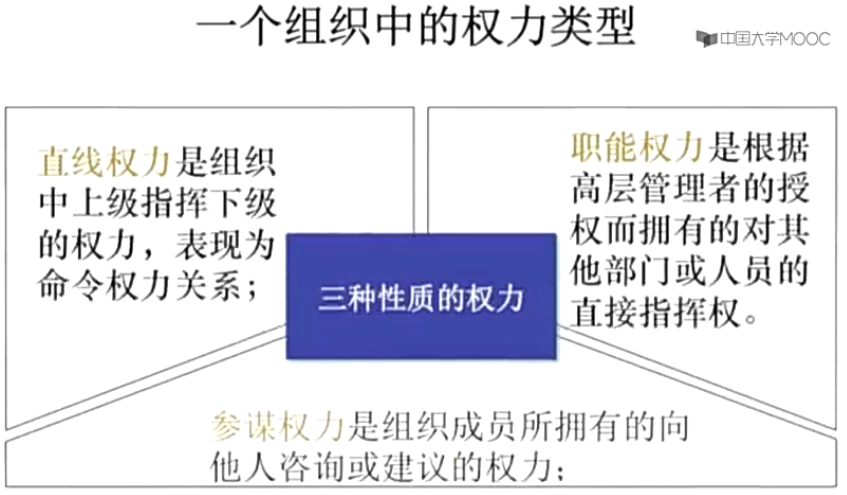 一个组织中的权力类型
中国大学MOOC
直线权力是组织
中上级指挥下级
的权力，表现为
命令权力关系；
职能权力是根据
高层管理者的授
权而拥有的对其
他部门或人员的
直接指挥权。
三种性质的权力
参谋权力是组织成员所拥有的向
他人咨询或建议的权力；